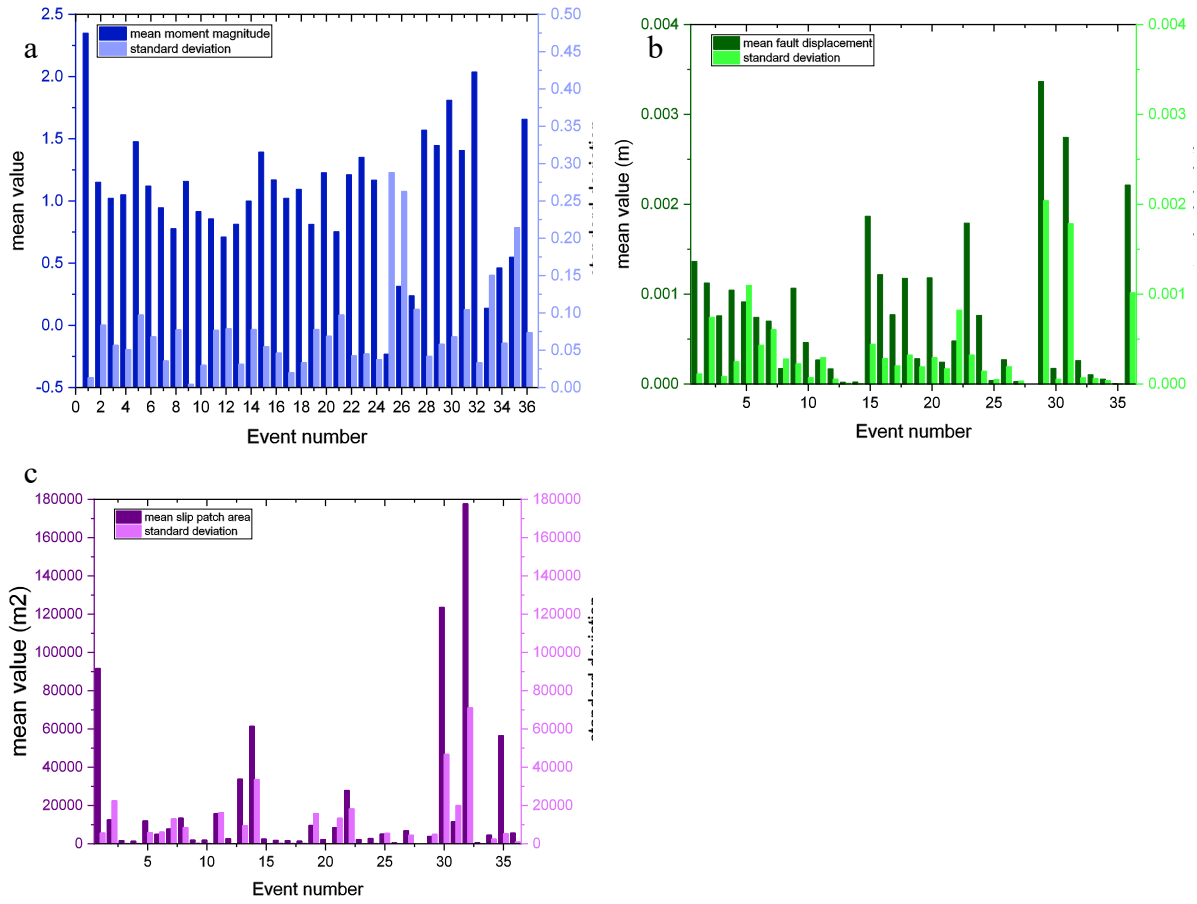 a
mean moment magnitude
standard deviation
2.5
2.0
1.5
1.0
0.5
0.0
-0.5
mean value
0.50
0.45
0.40
0.35
0.30
0.25
0.20
0.15
0.10
0.05
0.00
0 2 4 6 8 10 12 14 16 18 20 22 24 26 28 30 32 34 36
Event number
b
mean fault displacement
standard deviation
0.004
0.003
0.002
0.001
0.000
mean value (m)
0.004
0.003
0.002
0.001
0.000
5 10 15 20 25 30 35
Event number
c
mean slip patch area
standard deviation
180000
160000
140000
120000
100000
80000
60000
40000
20000
0
mean value (m2)
180000
160000
140000
120000
100000
80000
60000
40000
20000
0
standard deviation
5 10 15 20 25 30 35
Event number